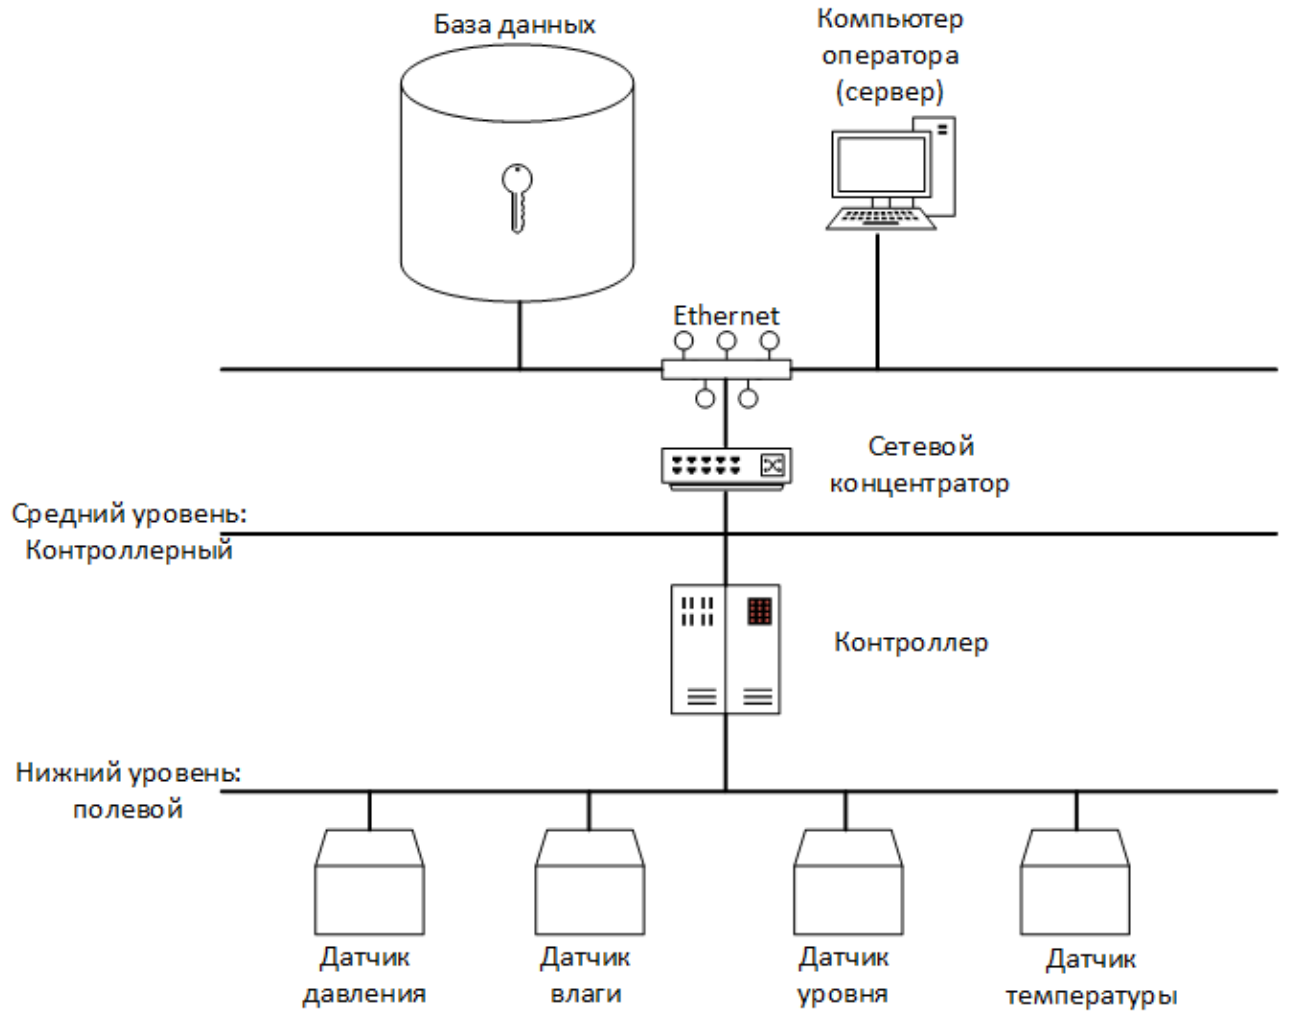 База данных
Компьютер
оператора
(сервер)
Ethernet
Сетевой
концентратор
Средний уровень:
Контроллерный
Контроллер
Нижний уровень:
полевой
Датчик
давления
Датчик
влаги
Датчик
уровня
Датчик
температуры